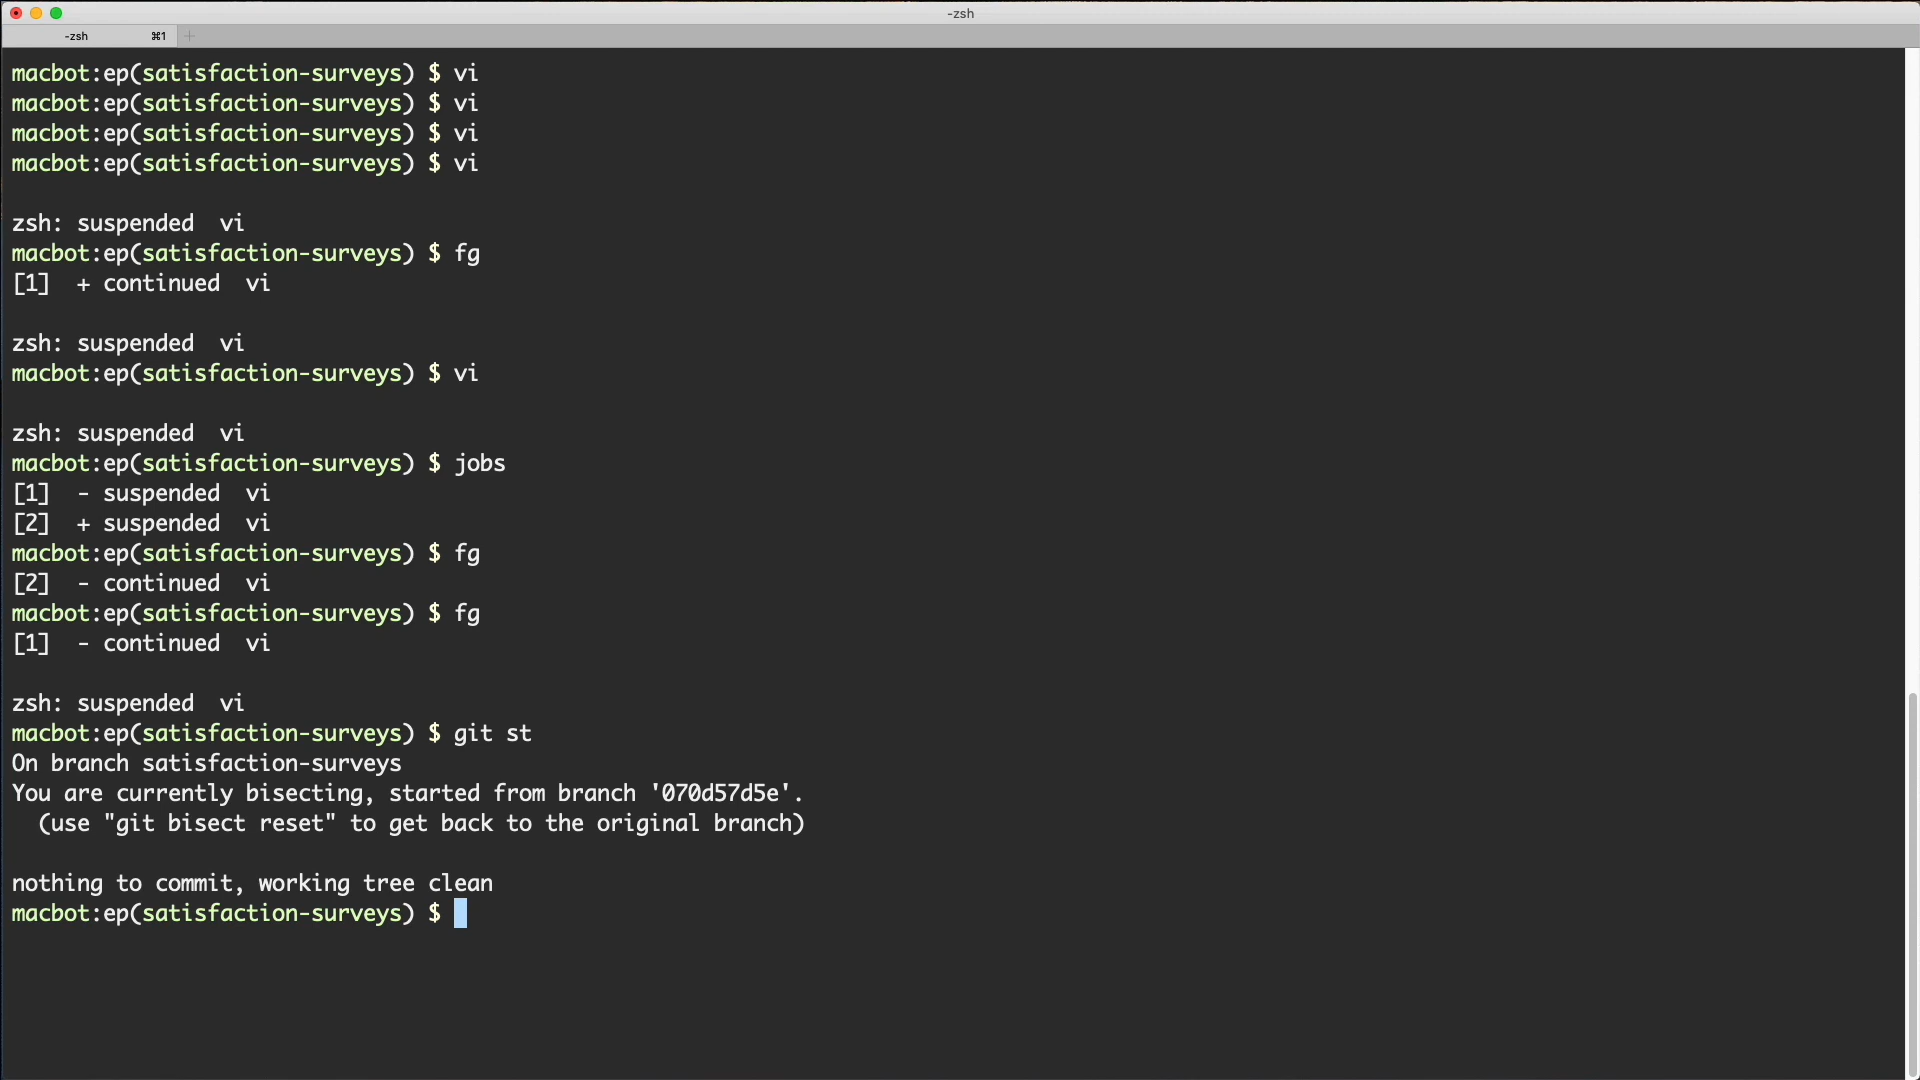 -zsh
-zsh ⌘1 +
macbot:ep(satisfaction-surveys) $ vi
macbot:ep(satisfaction-surveys) $ vi
macbot:ep(satisfaction-surveys) $ vi
macbot:ep(satisfaction-surveys) $ vi
zsh: suspended  vi
macbot:ep(satisfaction-surveys) $ fg
[1]  + continued  vi
zsh: suspended  vi
macbot:ep(satisfaction-surveys) $ vi
zsh: suspended  vi
macbot:ep(satisfaction-surveys) $ jobs
[1]  - suspended  vi
[2]  + suspended  vi
macbot:ep(satisfaction-surveys) $ fg
[2]  - continued  vi
macbot:ep(satisfaction-surveys) $ fg
[1]  - continued  vi
zsh: suspended  vi
macbot:ep(satisfaction-surveys) $ git st
On branch satisfaction-surveys
You are currently bisecting, started from branch '070d57d5e'.
  (use "git bisect reset" to get back to the original branch)
nothing to commit, working tree clean
macbot:ep(satisfaction-surveys) $